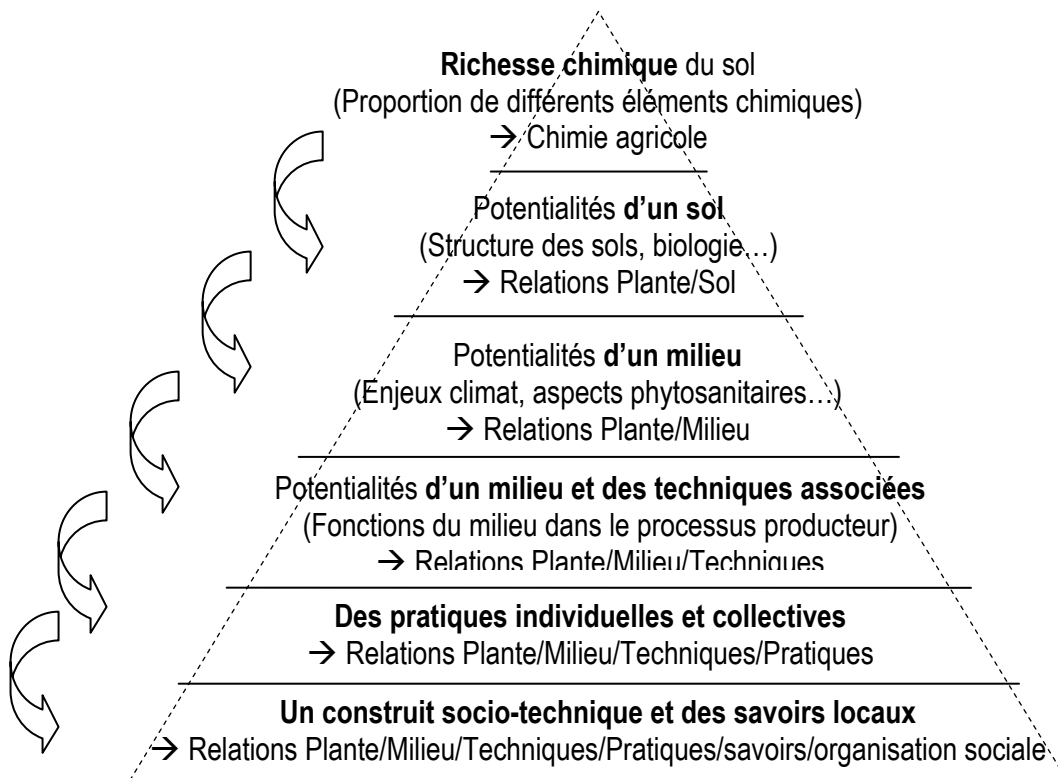 Richesse chimique du sol
(Proportion de différents éléments chimiques)
→ Chimie agricole
Potentialités d’un sol
(Structure des sols, biologie…)
→ Relations Plante/Sol
Potentialités d’un milieu
(Enjeux climat, aspects phytosanitaires…)
→ Relations Plante/Milieu
Potentialités d’un milieu et des techniques associées
(Fonctions du milieu dans le processus producteur)
→ Relations Plante/Milieu/Techniques
Des pratiques individuelles et collectives
→ Relations Plante/Milieu/Techniques/Pratiques
Un construit socio-technique et des savoirs locaux
→ Relations Plante/Milieu/Techniques/Pratiques/savoirs/organisation sociale